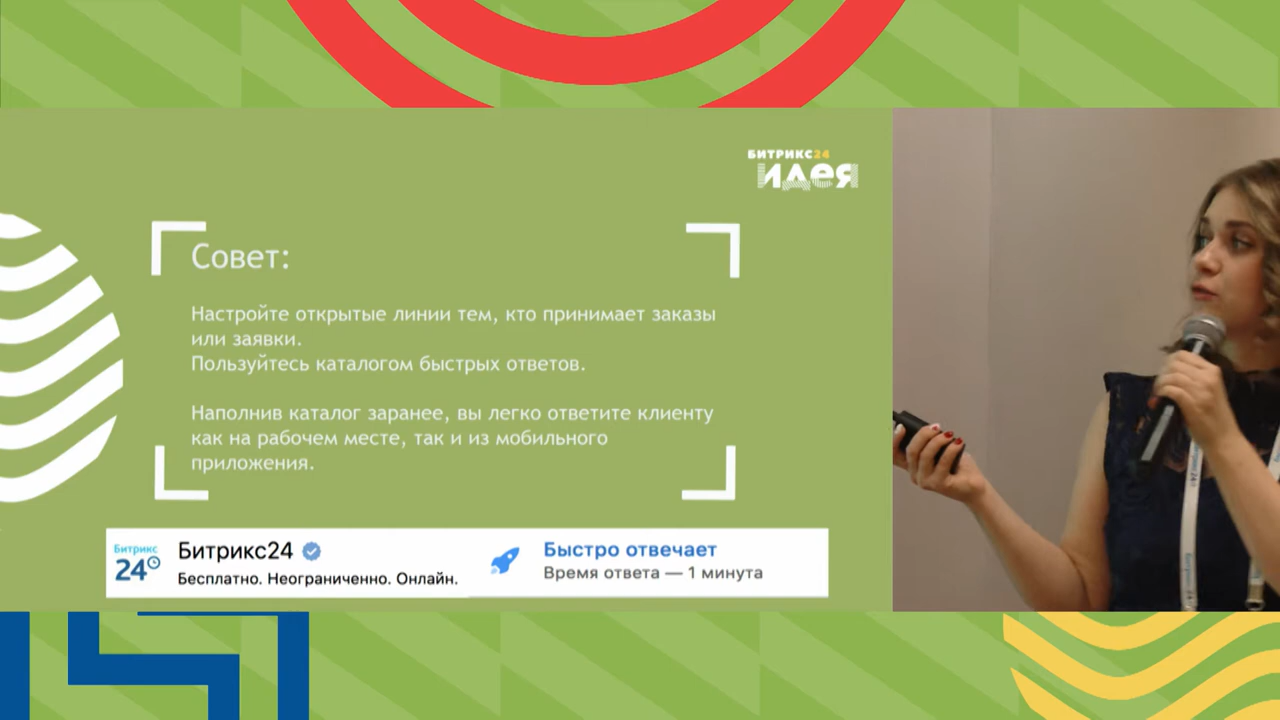 БИТРИКС24
идея
Совет:
Настройте открытые линии тем, кто принимает заказы
или заявки.
Пользуйтесь каталогом быстрых ответов.
Наполнив каталог заранее, вы легко ответите клиенту
как на рабочем месте, так и из мобильного
приложения.
Битрикс
24
Битрикс24
Бесплатно. Неограниченно. Онлайн.
Быстро отвечает
Время ответа — 1 минута